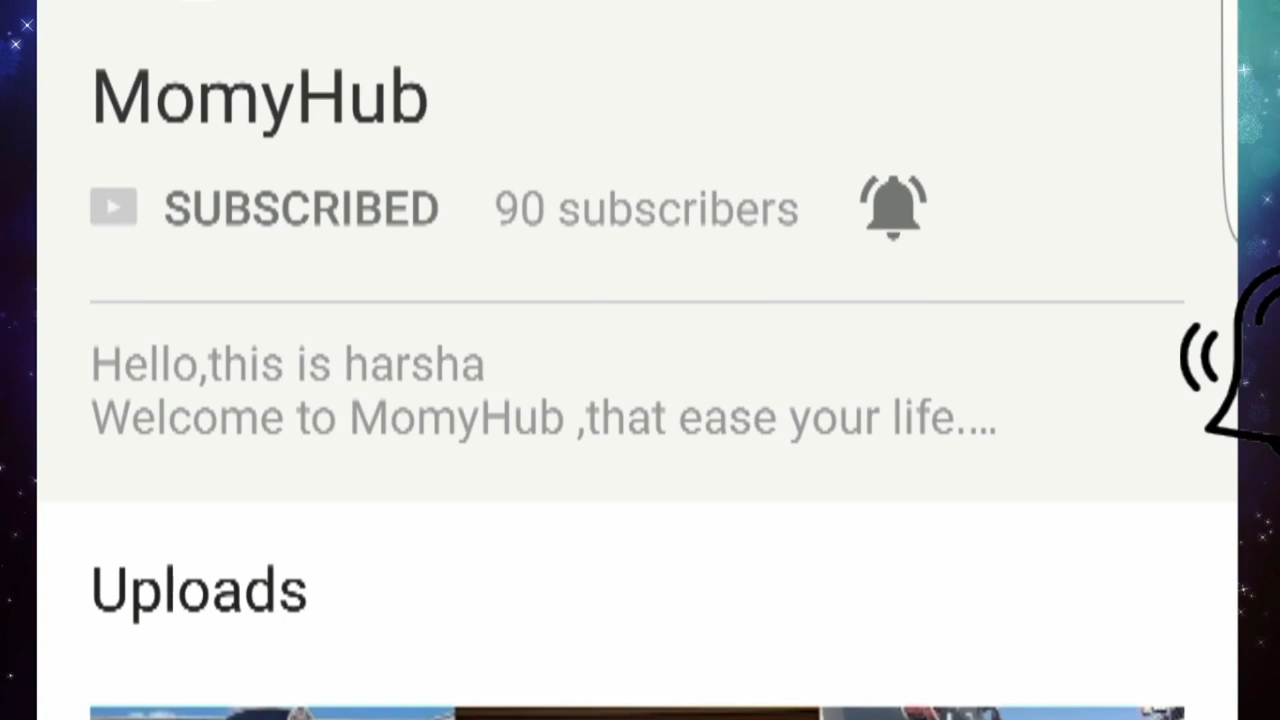 MomyHub
SUBSCRIBED 90 subscribers
Hello,this is harsha
Welcome to MomyHub ,that ease your life....
Uploads